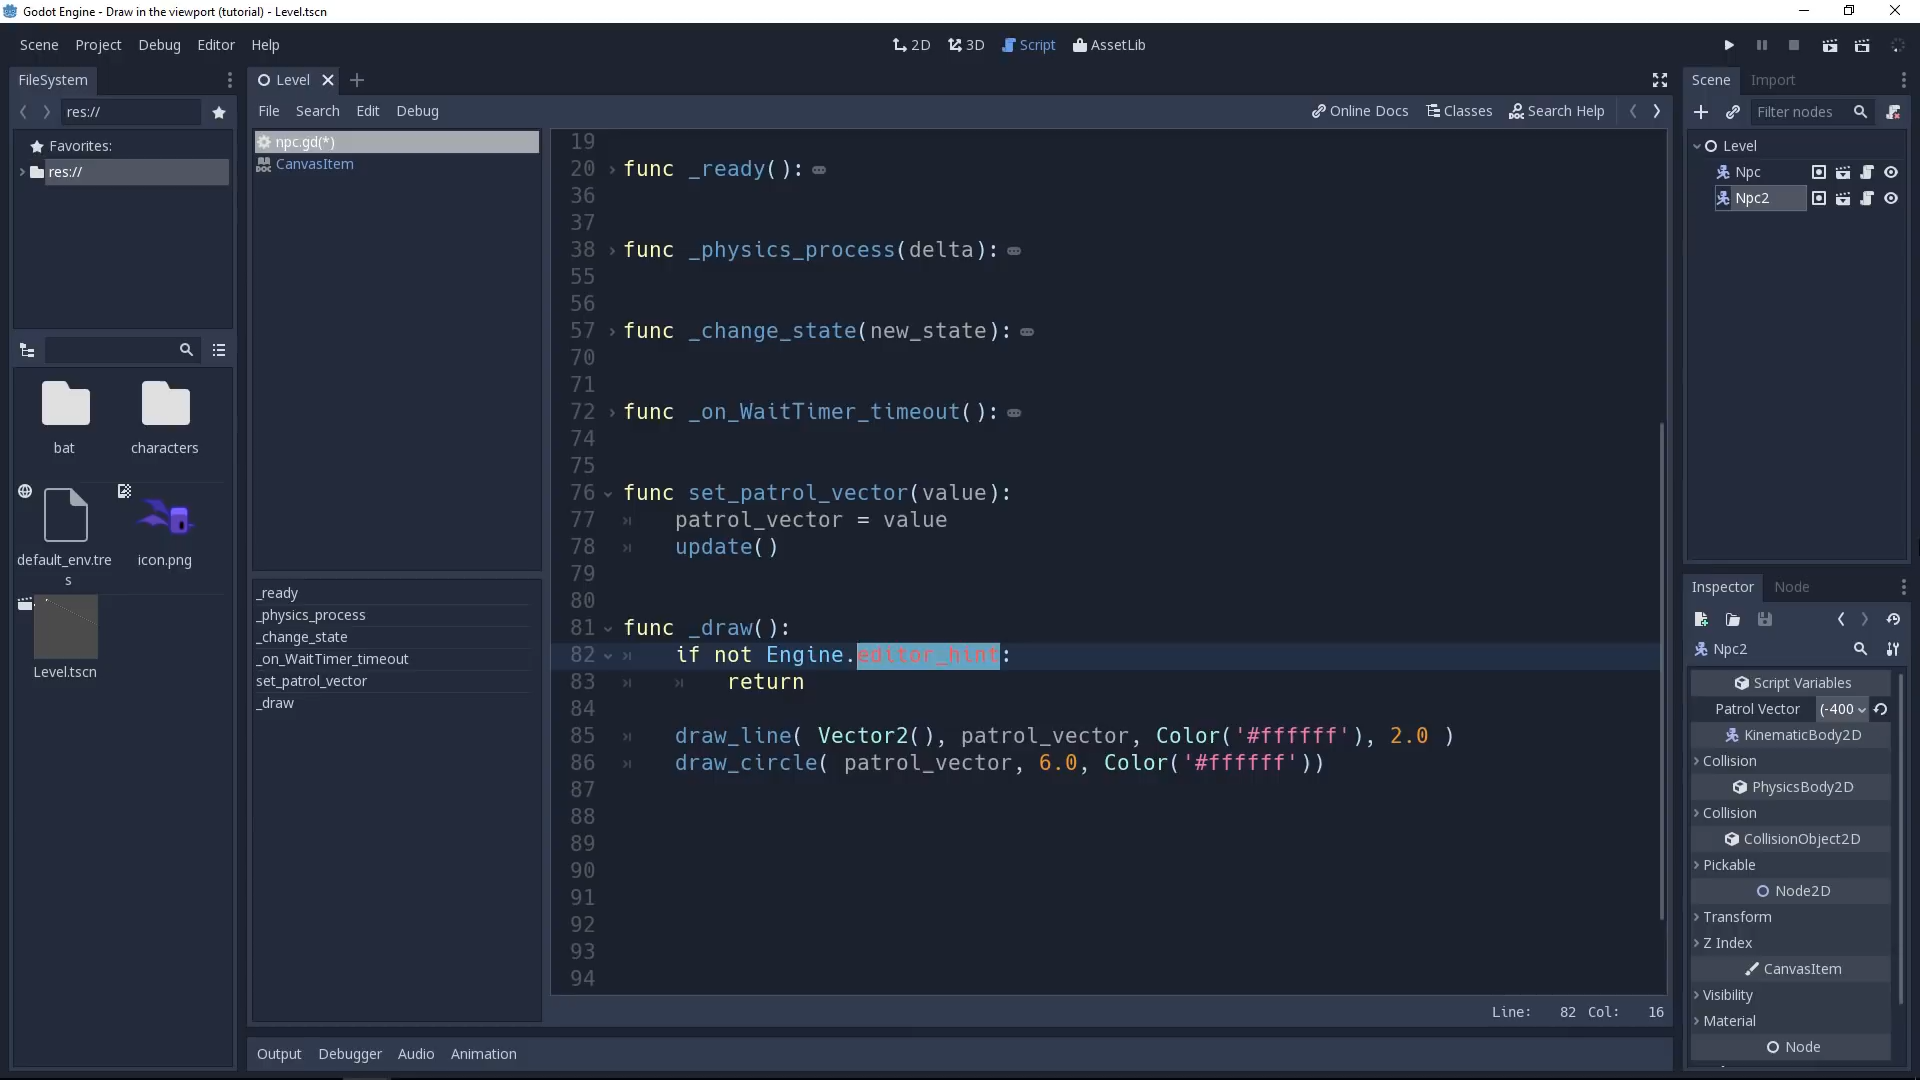 Godot Engine - Draw in the viewport (tutorial) - Level.tscn
Scene Project Debug Editor Help
2D 3D Script AssetLib
FileSystem
res://
Favorites:
res://
bat characters
default_env.tres
icon.png
Level.tscn
Level
File Search Edit Debug
Online Docs Classes Search Help
npc.gd(*)
CanvasItem
_ready
_physics_process
_change_state
_on_WaitTimer_timeout
set_patrol_vector
_draw
19
20 func _ready():
36
37
38 func _physics_process(delta):
55
56
57 func _change_state(new_state):
70
71
72 func _on_WaitTimer_timeout():
74
75
76 func set_patrol_vector(value):
77 patrol_vector = value
78 update()
79
80
81 func _draw():
82 if not Engine.editor_hint:
83 return
84
85 draw_line( Vector2(), patrol_vector, Color('#ffffff'), 2.0 )
86 draw_circle( patrol_vector, 6.0, Color('#ffffff'))
87
88
89
90
91
92
93
94
Line: 82 Col: 16
Output Debugger Audio Animation
Scene Import
Filter nodes
Level
Npc
Npc2
Inspector Node
Npc2
Script Variables
Patrol Vector (-400
KinematicBody2D
Collision
PhysicsBody2D
Collision
CollisionObject2D
Pickable
Node2D
Transform
Z Index
CanvasItem
Visibility
Material
Node